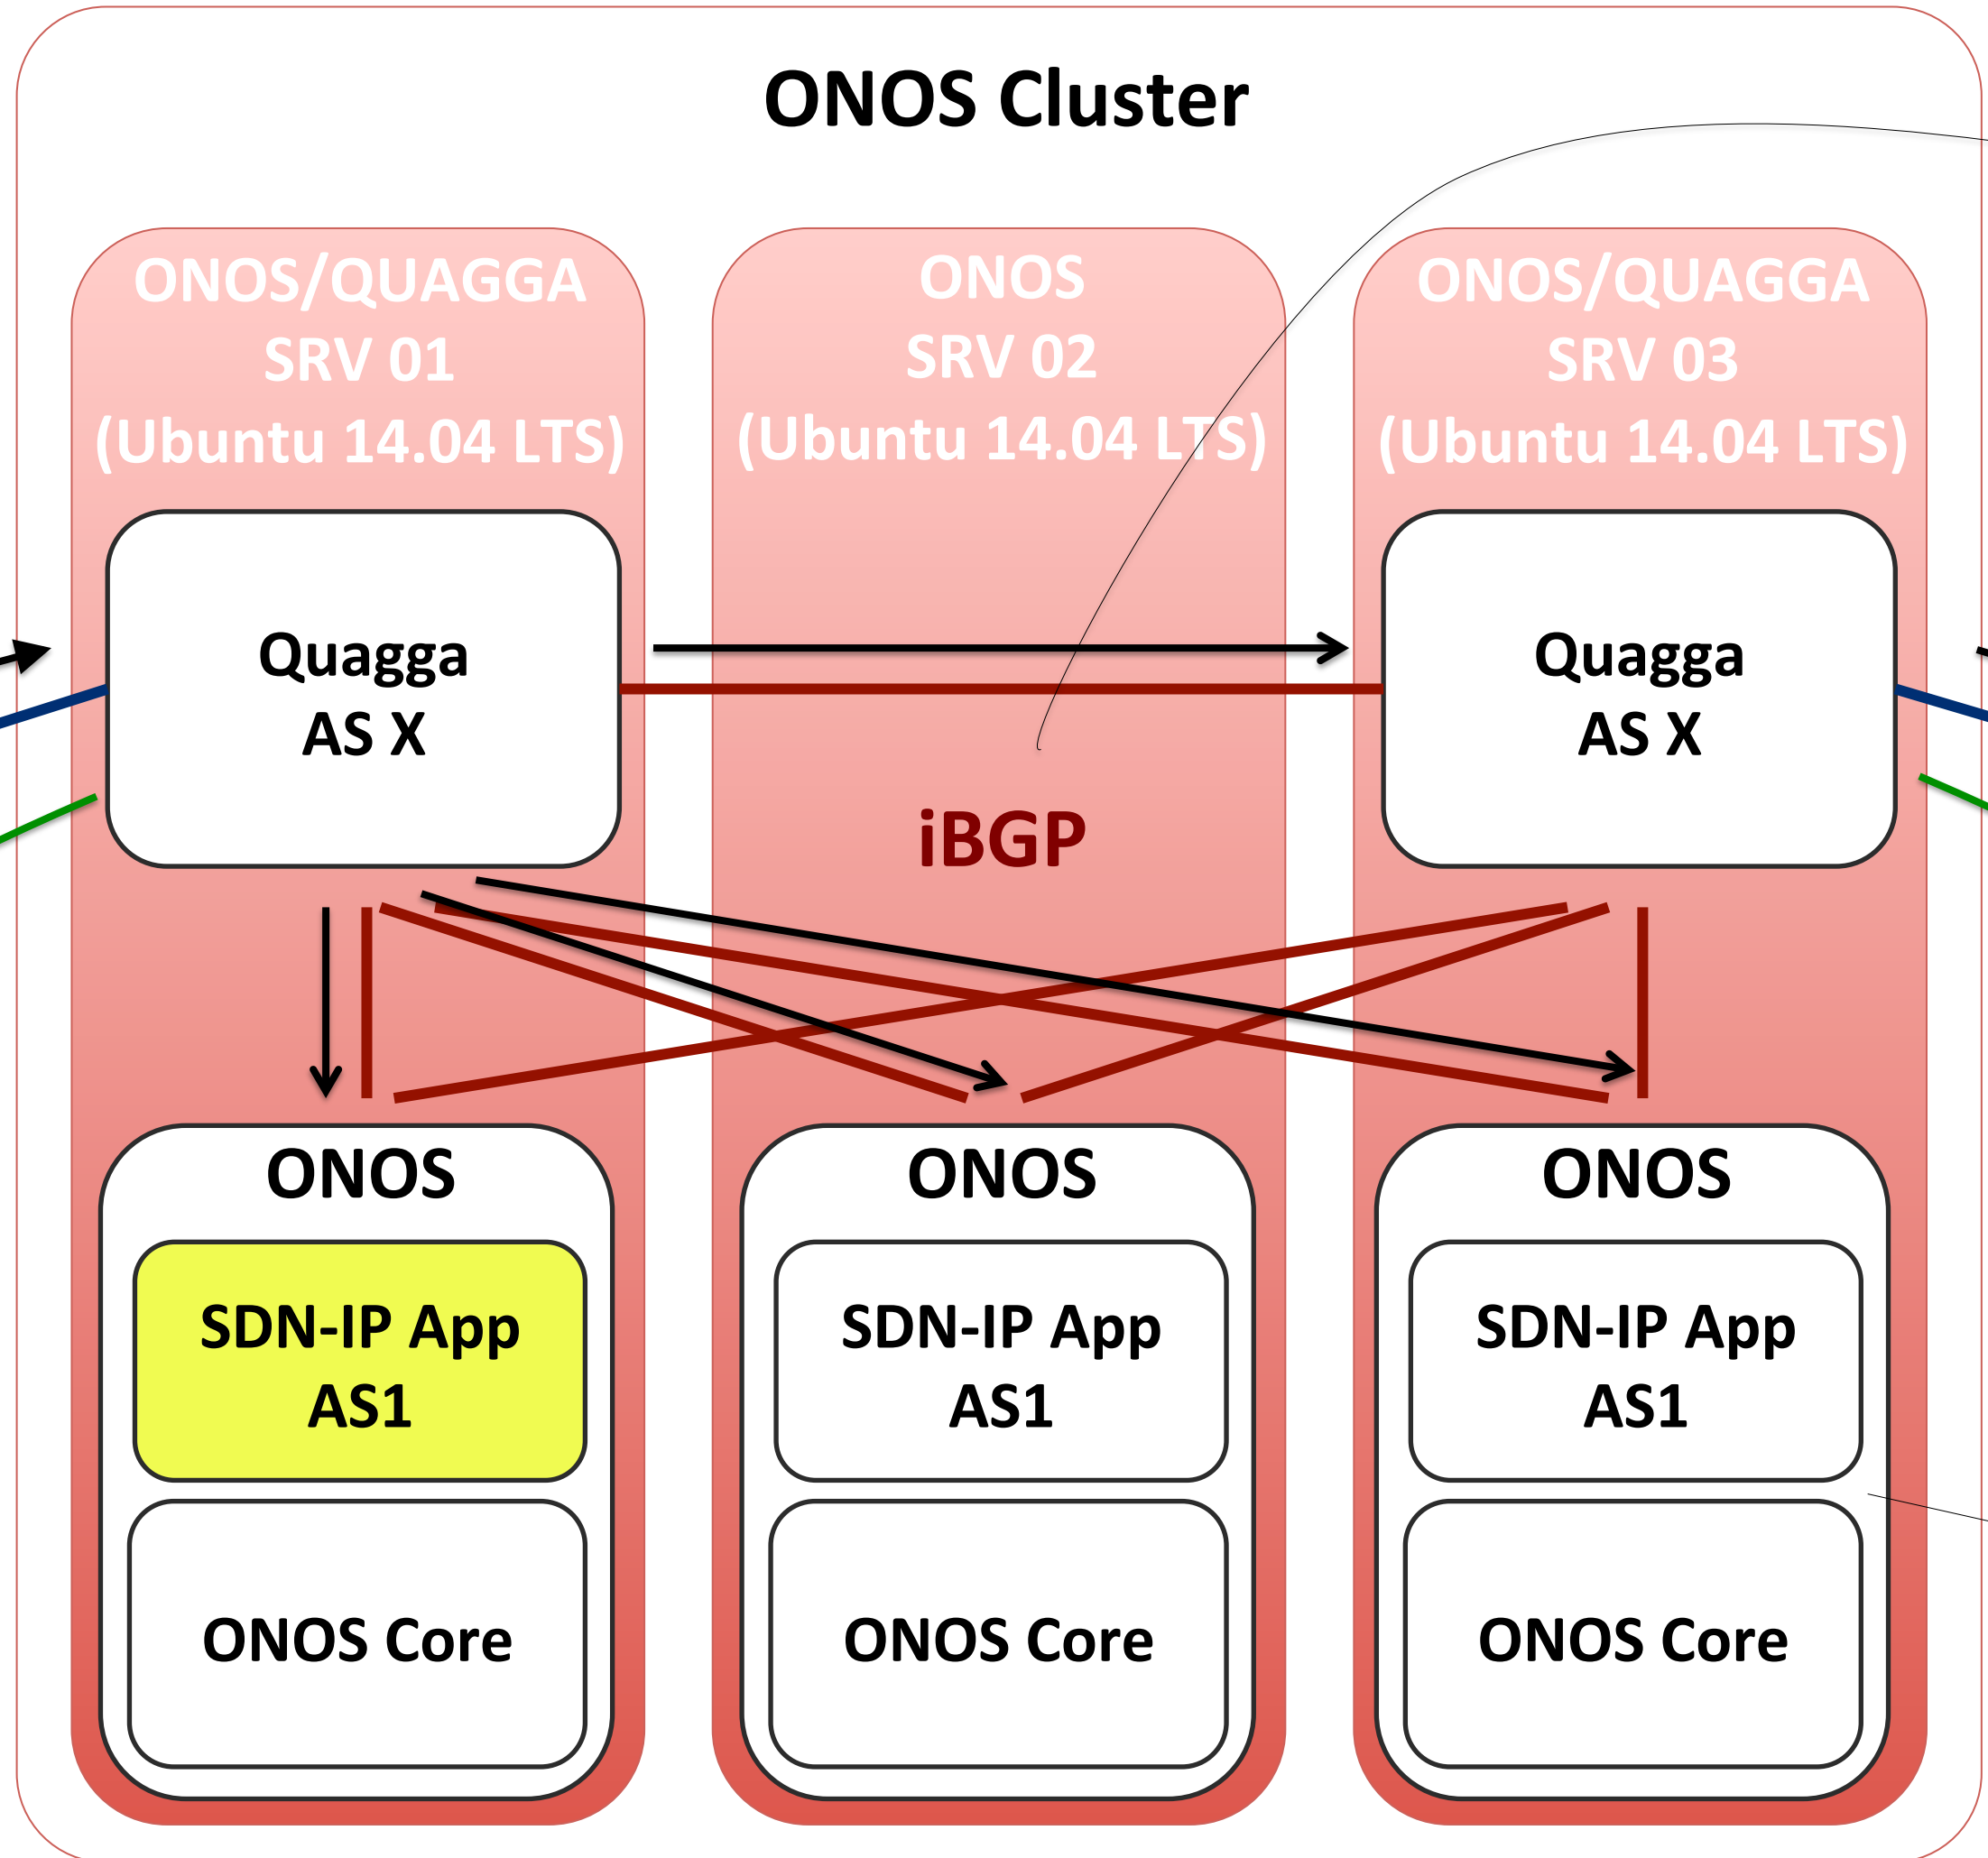 ONOS Cluster
ONOS/QUAGGA
SRV 01
(Ubuntu 14.04 LTS)
ONOS
SRV 02
(Ubuntu 14.04 LTS)
ONOS/QUAGGA
SRV 03
(Ubuntu 14.04 LTS)
Quagga
AS X
Quagga
AS X
iBGP
ONOS
SDN-IP App
AS1
ONOS Core
ONOS
SDN-IP App
AS1
ONOS Core
ONOS
SDN-IP App
AS1
ONOS Core